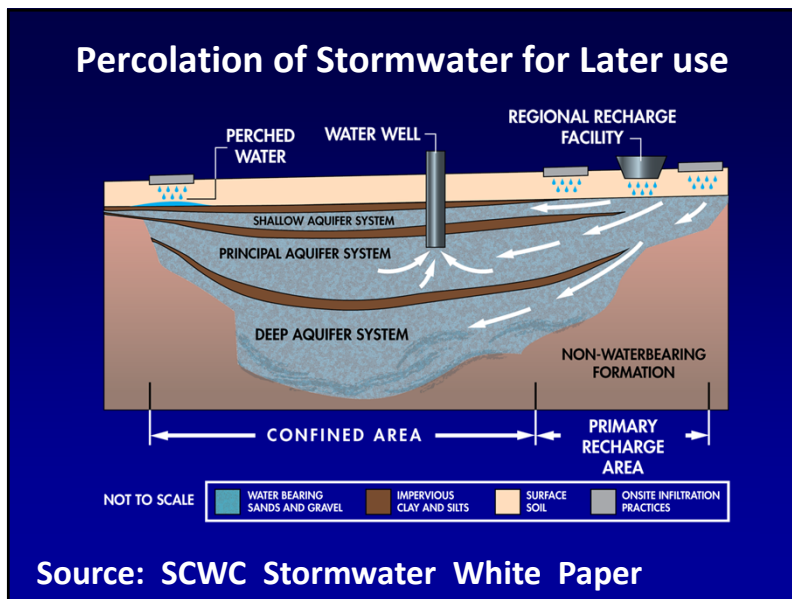 Percolation of Stormwater for Later use
PERCHED
WATER
WATER WELL
REGIONAL RECHARGE
FACILITY
SHALLOW AQUIFER SYSTEM
PRINCIPAL AQUIFER SYSTEM
DEEP AQUIFER SYSTEM
NON-WATERBEARING
FORMATION
CONFINED AREA
PRIMARY
RECHARGE
AREA
NOT TO SCALE
WATER BEARING
SANDS AND GRAVEL
IMPERVIOUS
CLAY AND SILTS
SURFACE
SOIL
ONSITE INFILTRATION
PRACTICES
Source: SCWC Stormwater White Paper